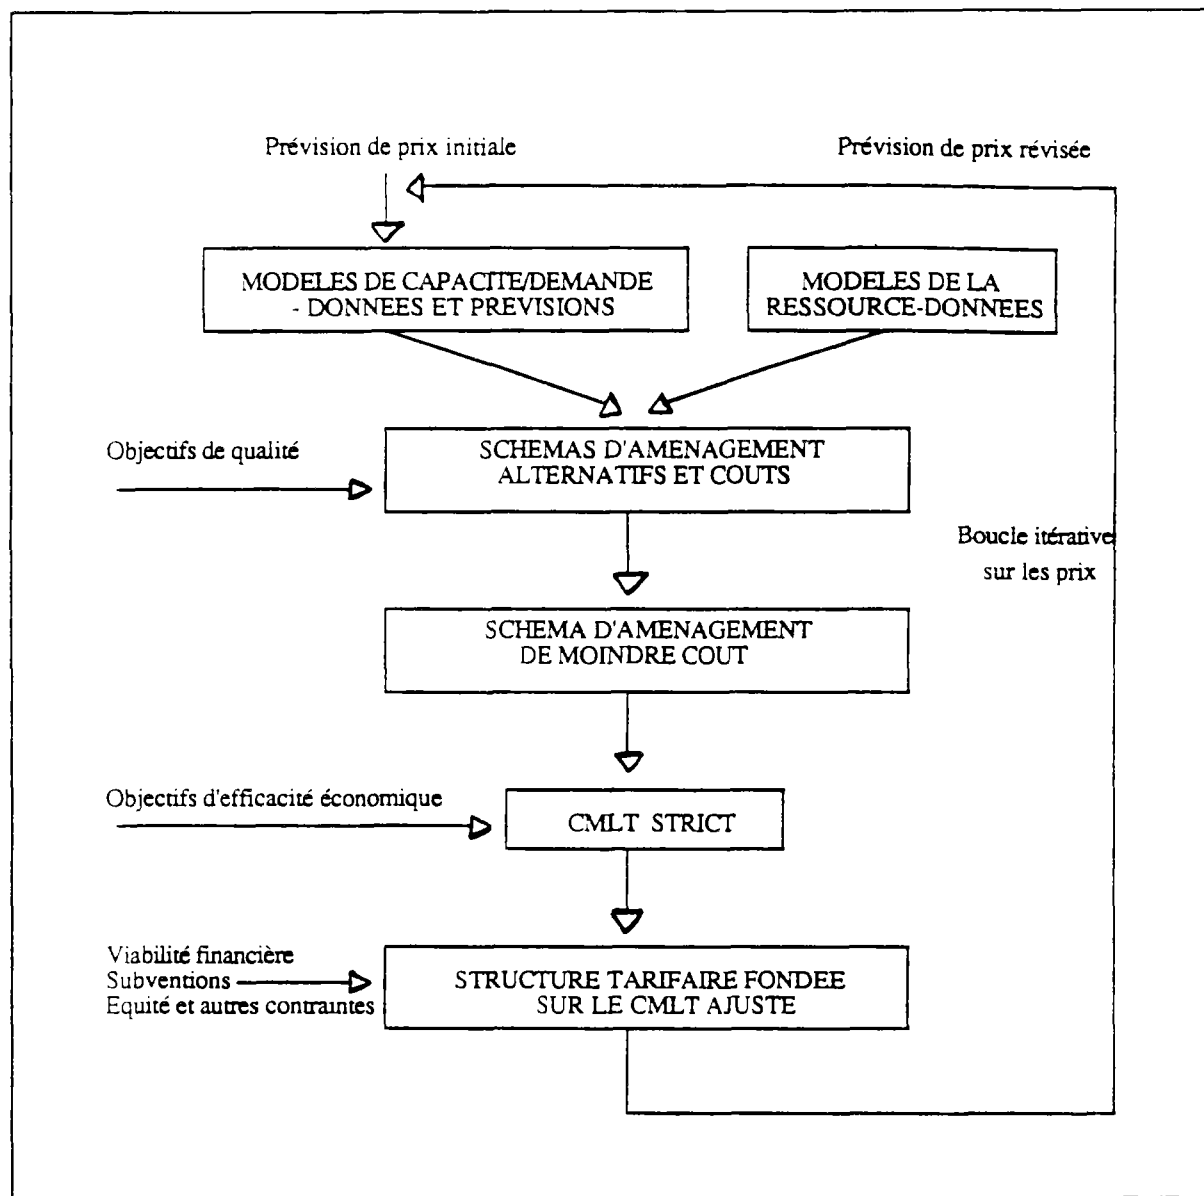 Prévision de prix initiale
Prévision de prix révisée
MODELES DE CAPACITE/DEMANDE
- DONNEES ET PREVISIONS
MODELES DE LA
RESSOURCE-DONNEES
Objectifs de qualité
SCHEMAS D'AMENAGEMENT
ALTERNATIFS ET COUTS
Boucle itérative
sur les prix
SCHEMA D'AMENAGEMENT
DE MOINDRE COUT
Objectifs d'efficacité économique
CMLT STRICT
Viabilité financière
Subventions
Equité et autres contraintes
STRUCTURE TARIFAIRE FONDEE
SUR LE CMLT AJUSTE